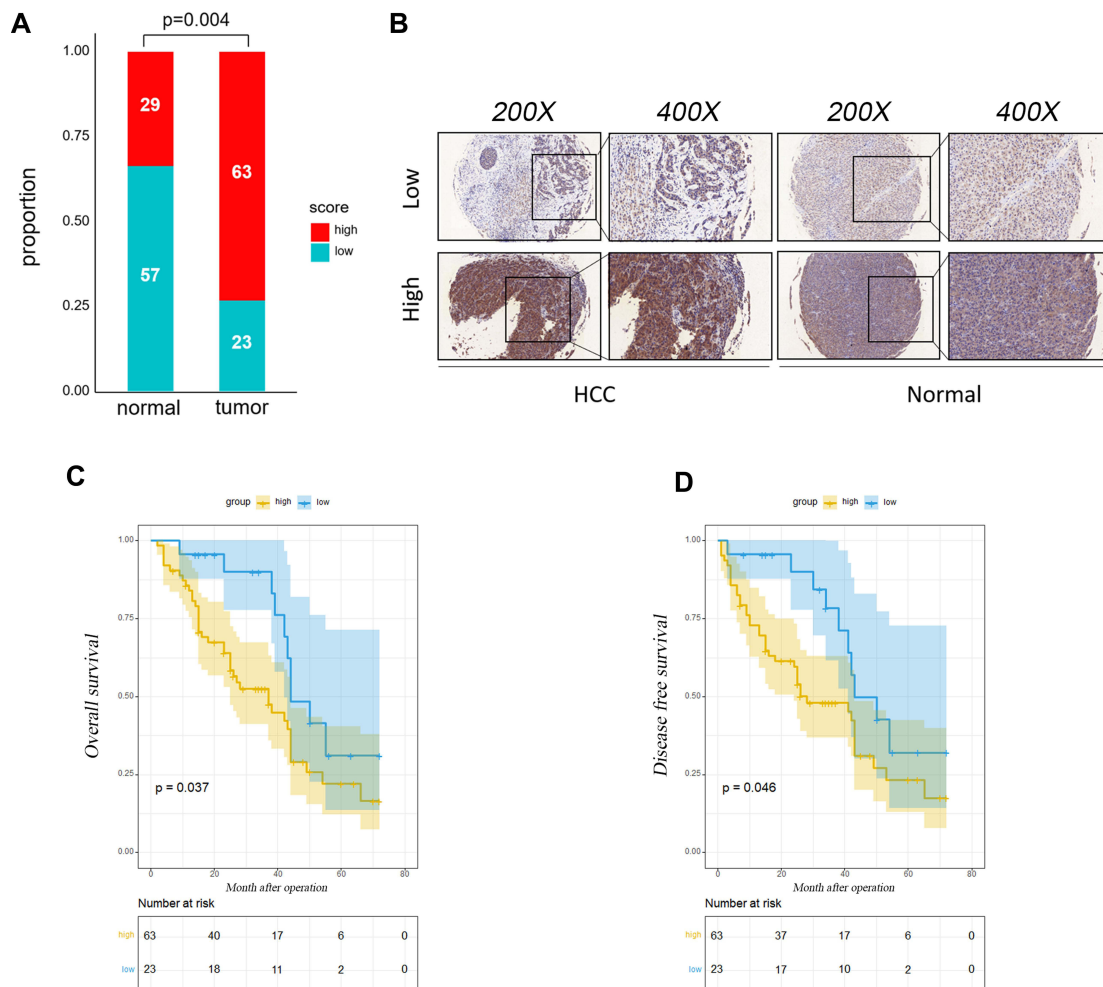 A
p=0.004
1.00
0.75
0.50
0.25
0.00
proportion
29
57
63
23
normal
tumor
score
high
low
B
200X 400X 200X 400X
Low
High
HCC Normal
C
group high low
1.00
0.75
0.50
0.25
0.00
Overall survival
p = 0.037
0 20 40 60 80
Month after operation
Number at risk
high 63 40 17 6 0
low 23 18 11 2 0
D
group high low
1.00
0.75
0.50
0.25
0.00
Disease free survival
p = 0.046
0 20 40 60 80
Month after operation
Number at risk
high 63 37 17 6 0
low 23 17 10 2 0